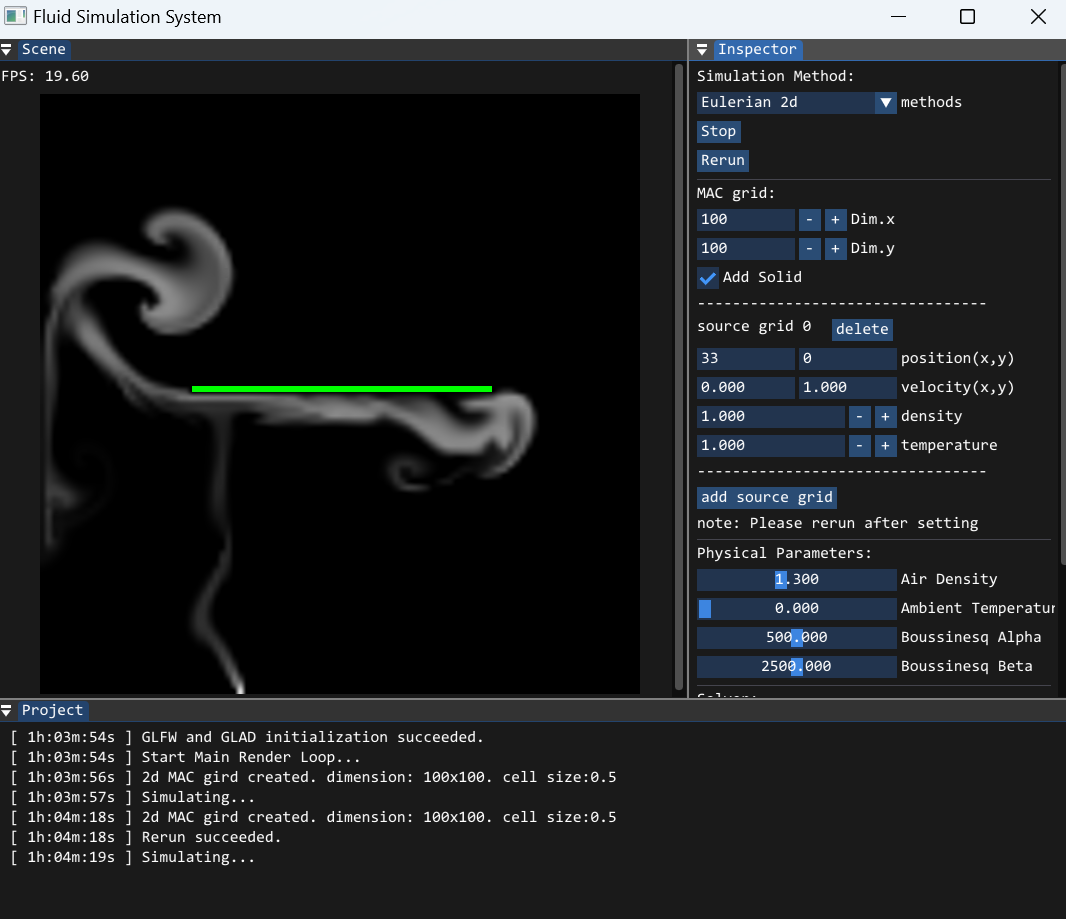 Fluid Simulation System
Scene
FPS: 19.60
Inspector
Simulation Method:
Eulerian 2d methods
Stop
Rerun
MAC grid:
100 - + Dim.x
100 - + Dim.y
Add Solid
---------------------------------
source grid 0 delete
33 0 position(x,y)
0.000 1.000 velocity(x,y)
1.000 - + density
1.000 - + temperature
---------------------------------
add source grid
note: Please rerun after setting
Physical Parameters:
1.300 Air Density
0.000 Ambient Temperatur
500.000 Boussinesq Alpha
2500.000 Boussinesq Beta
Project
[ 1h:03m:54s ] GLFW and GLAD initialization succeeded.
[ 1h:03m:54s ] Start Main Render Loop...
[ 1h:03m:56s ] 2d MAC gird created. dimension: 100x100. cell size:0.5
[ 1h:03m:57s ] Simulating...
[ 1h:04m:18s ] 2d MAC gird created. dimension: 100x100. cell size:0.5
[ 1h:04m:18s ] Rerun succeeded.
[ 1h:04m:19s ] Simulating...